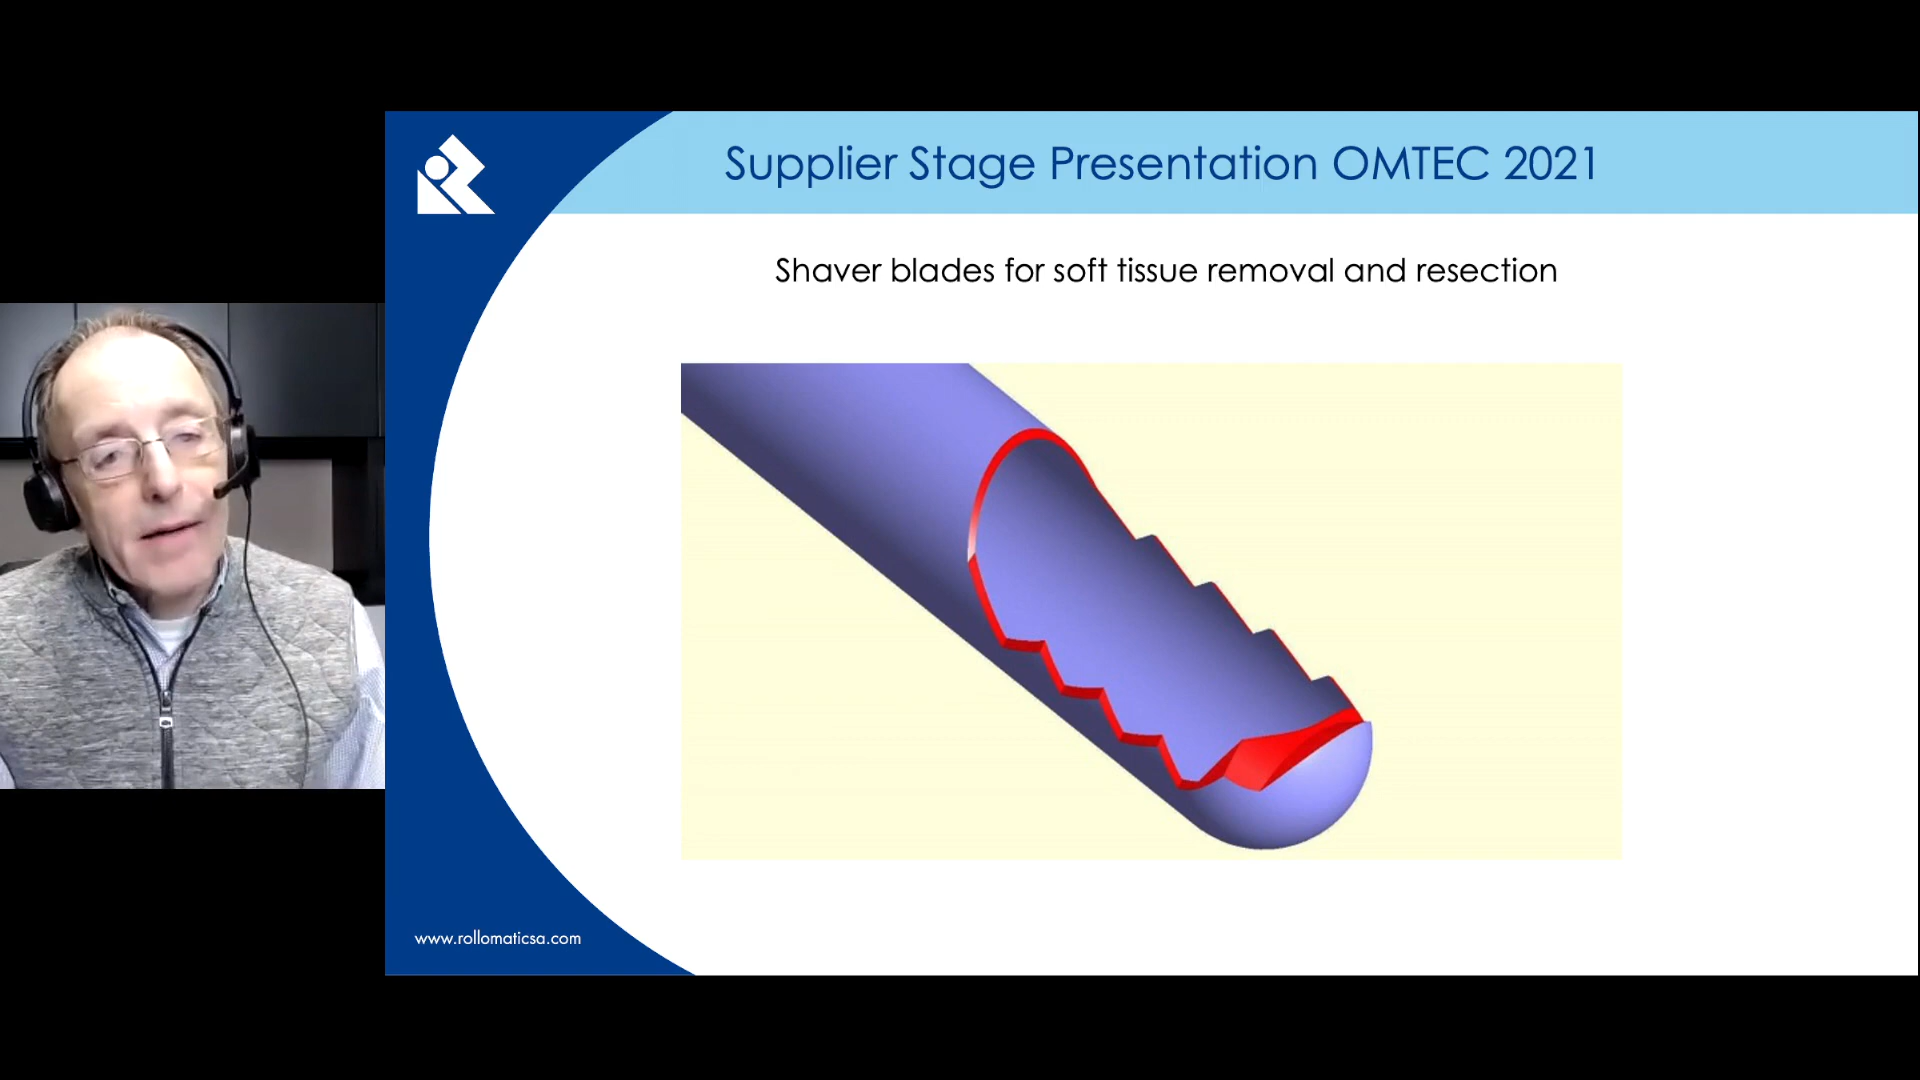 Supplier Stage Presentation OMTEC 2021
Shaver blades for soft tissue removal and resection
www.rollomaticsa.com